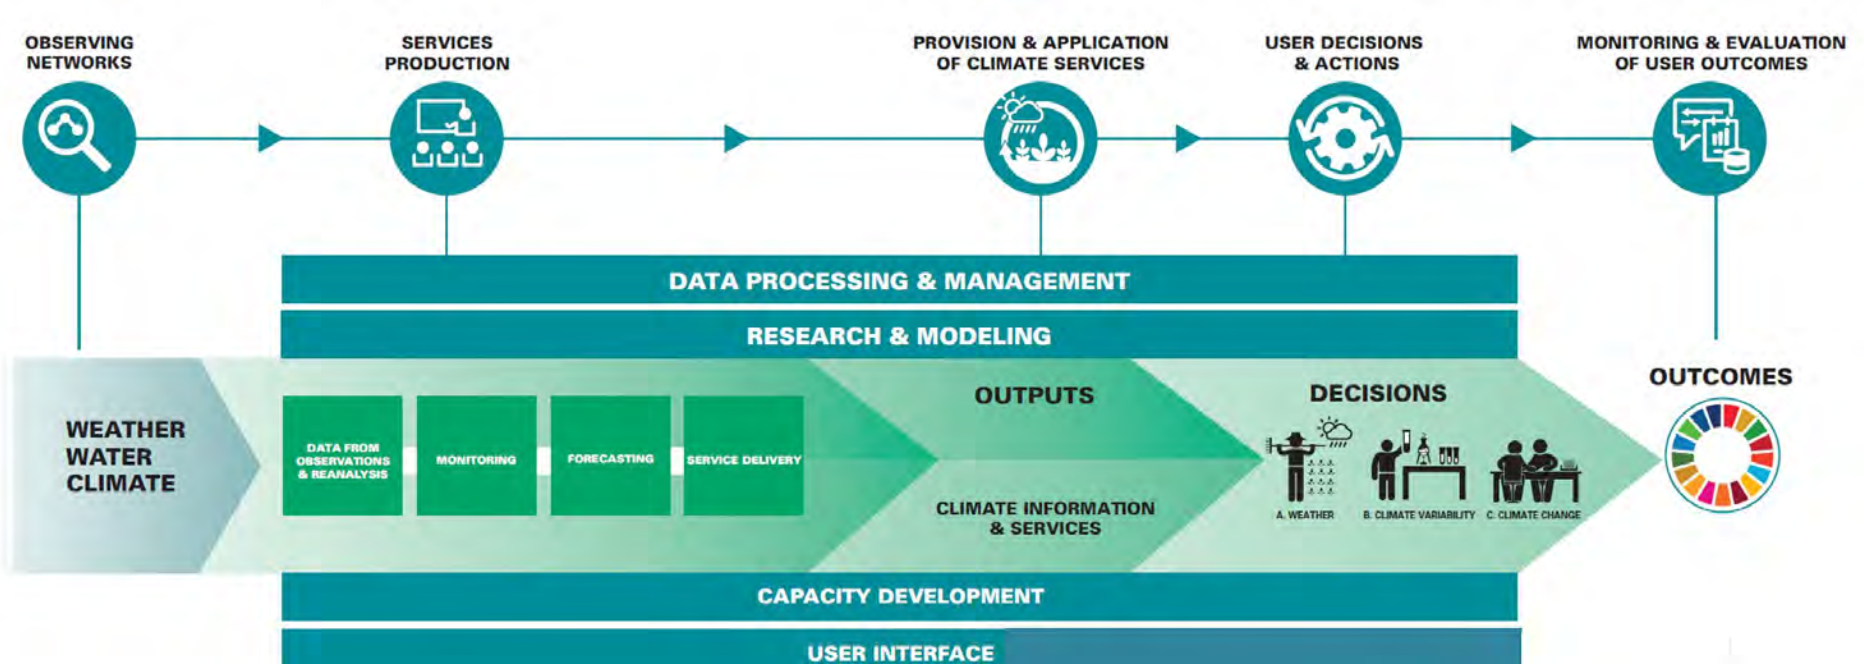 OBSERVING
NETWORKS
SERVICES
PRODUCTION
PROVISION & APPLICATION
OF CLIMATE SERVICES
USER DECISIONS
& ACTIONS
MONITORING & EVALUATION
OF USER OUTCOMES
DATA PROCESSING & MANAGEMENT
RESEARCH & MODELING
WEATHER
WATER
CLIMATE
DATA FROM
OBSERVATIONS
& REANALYSIS
MONITORING
FORECASTING
SERVICE DELIVERY
OUTPUTS
CLIMATE INFORMATION
& SERVICES
DECISIONS
A. WEATHER
B. CLIMATE VARIABILITY
C. CLIMATE CHANGE
OUTCOMES
CAPACITY DEVELOPMENT
USER INTERFACE